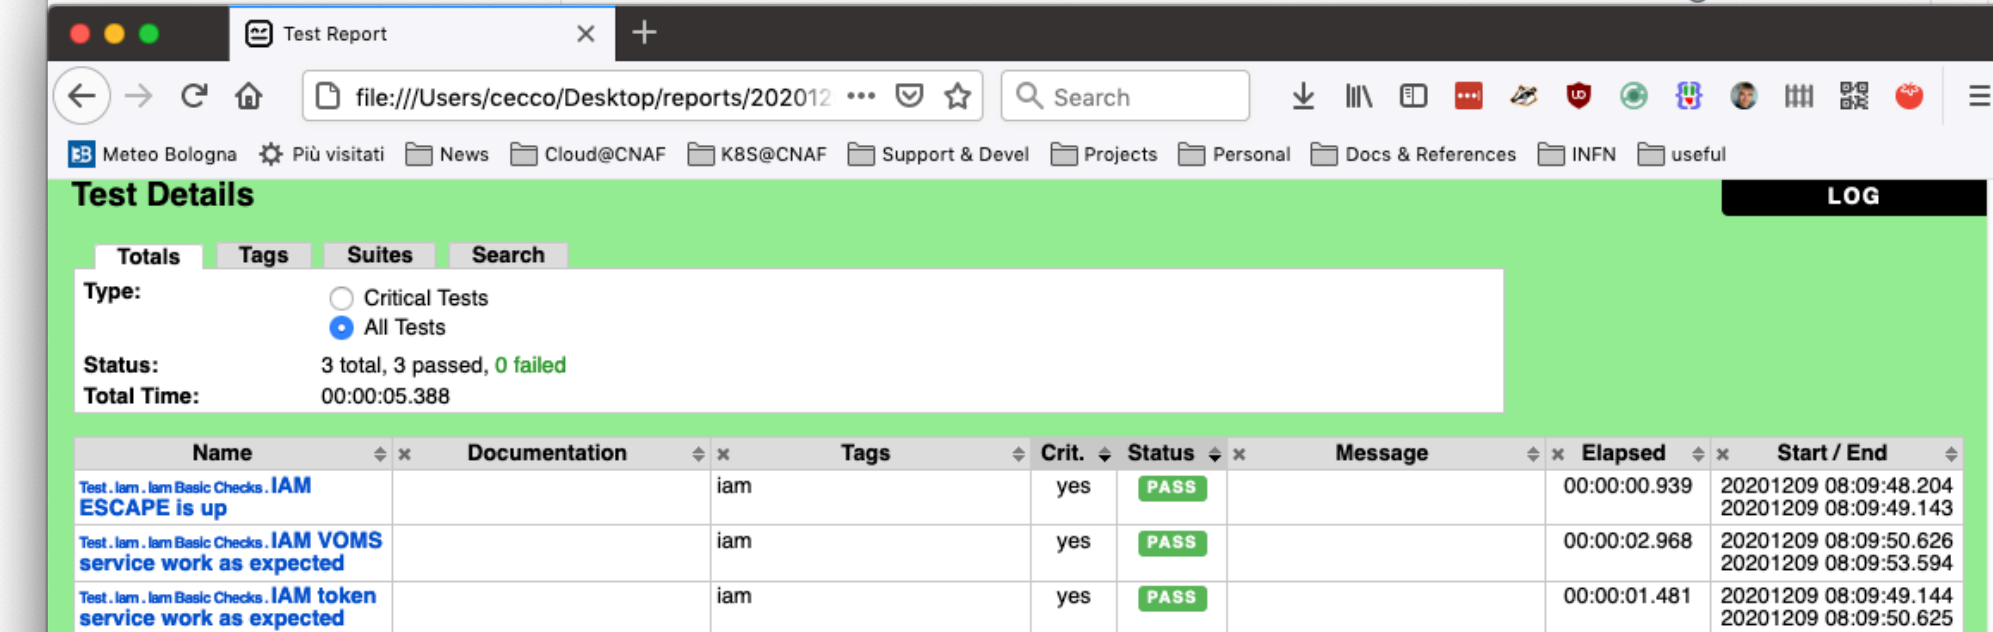 Test Report
file:///Users/cecco/Desktop/reports/202012
Search
Meteo Bologna Più visitati News Cloud@CNAF K8S@CNAF Support & Devel Projects Personal Docs & References INFN useful
Test Details
LOG
Totals Tags Suites Search
Type:
Critical Tests
All Tests
Status: 3 total, 3 passed, 0 failed
Total Time: 00:00:05.388
Name Documentation Tags Crit. Status Message Elapsed Start / End
Test . Iam . Iam Basic Checks . IAM ESCAPE is up iam yes PASS 00:00:00.939 20201209 08:09:48.204
20201209 08:09:49.143
Test . Iam . Iam Basic Checks . IAM VOMS service work as expected iam yes PASS 00:00:02.968 20201209 08:09:50.626
20201209 08:09:53.594
Test . Iam . Iam Basic Checks . IAM token service work as expected iam yes PASS 00:00:01.481 20201209 08:09:49.144
20201209 08:09:50.625